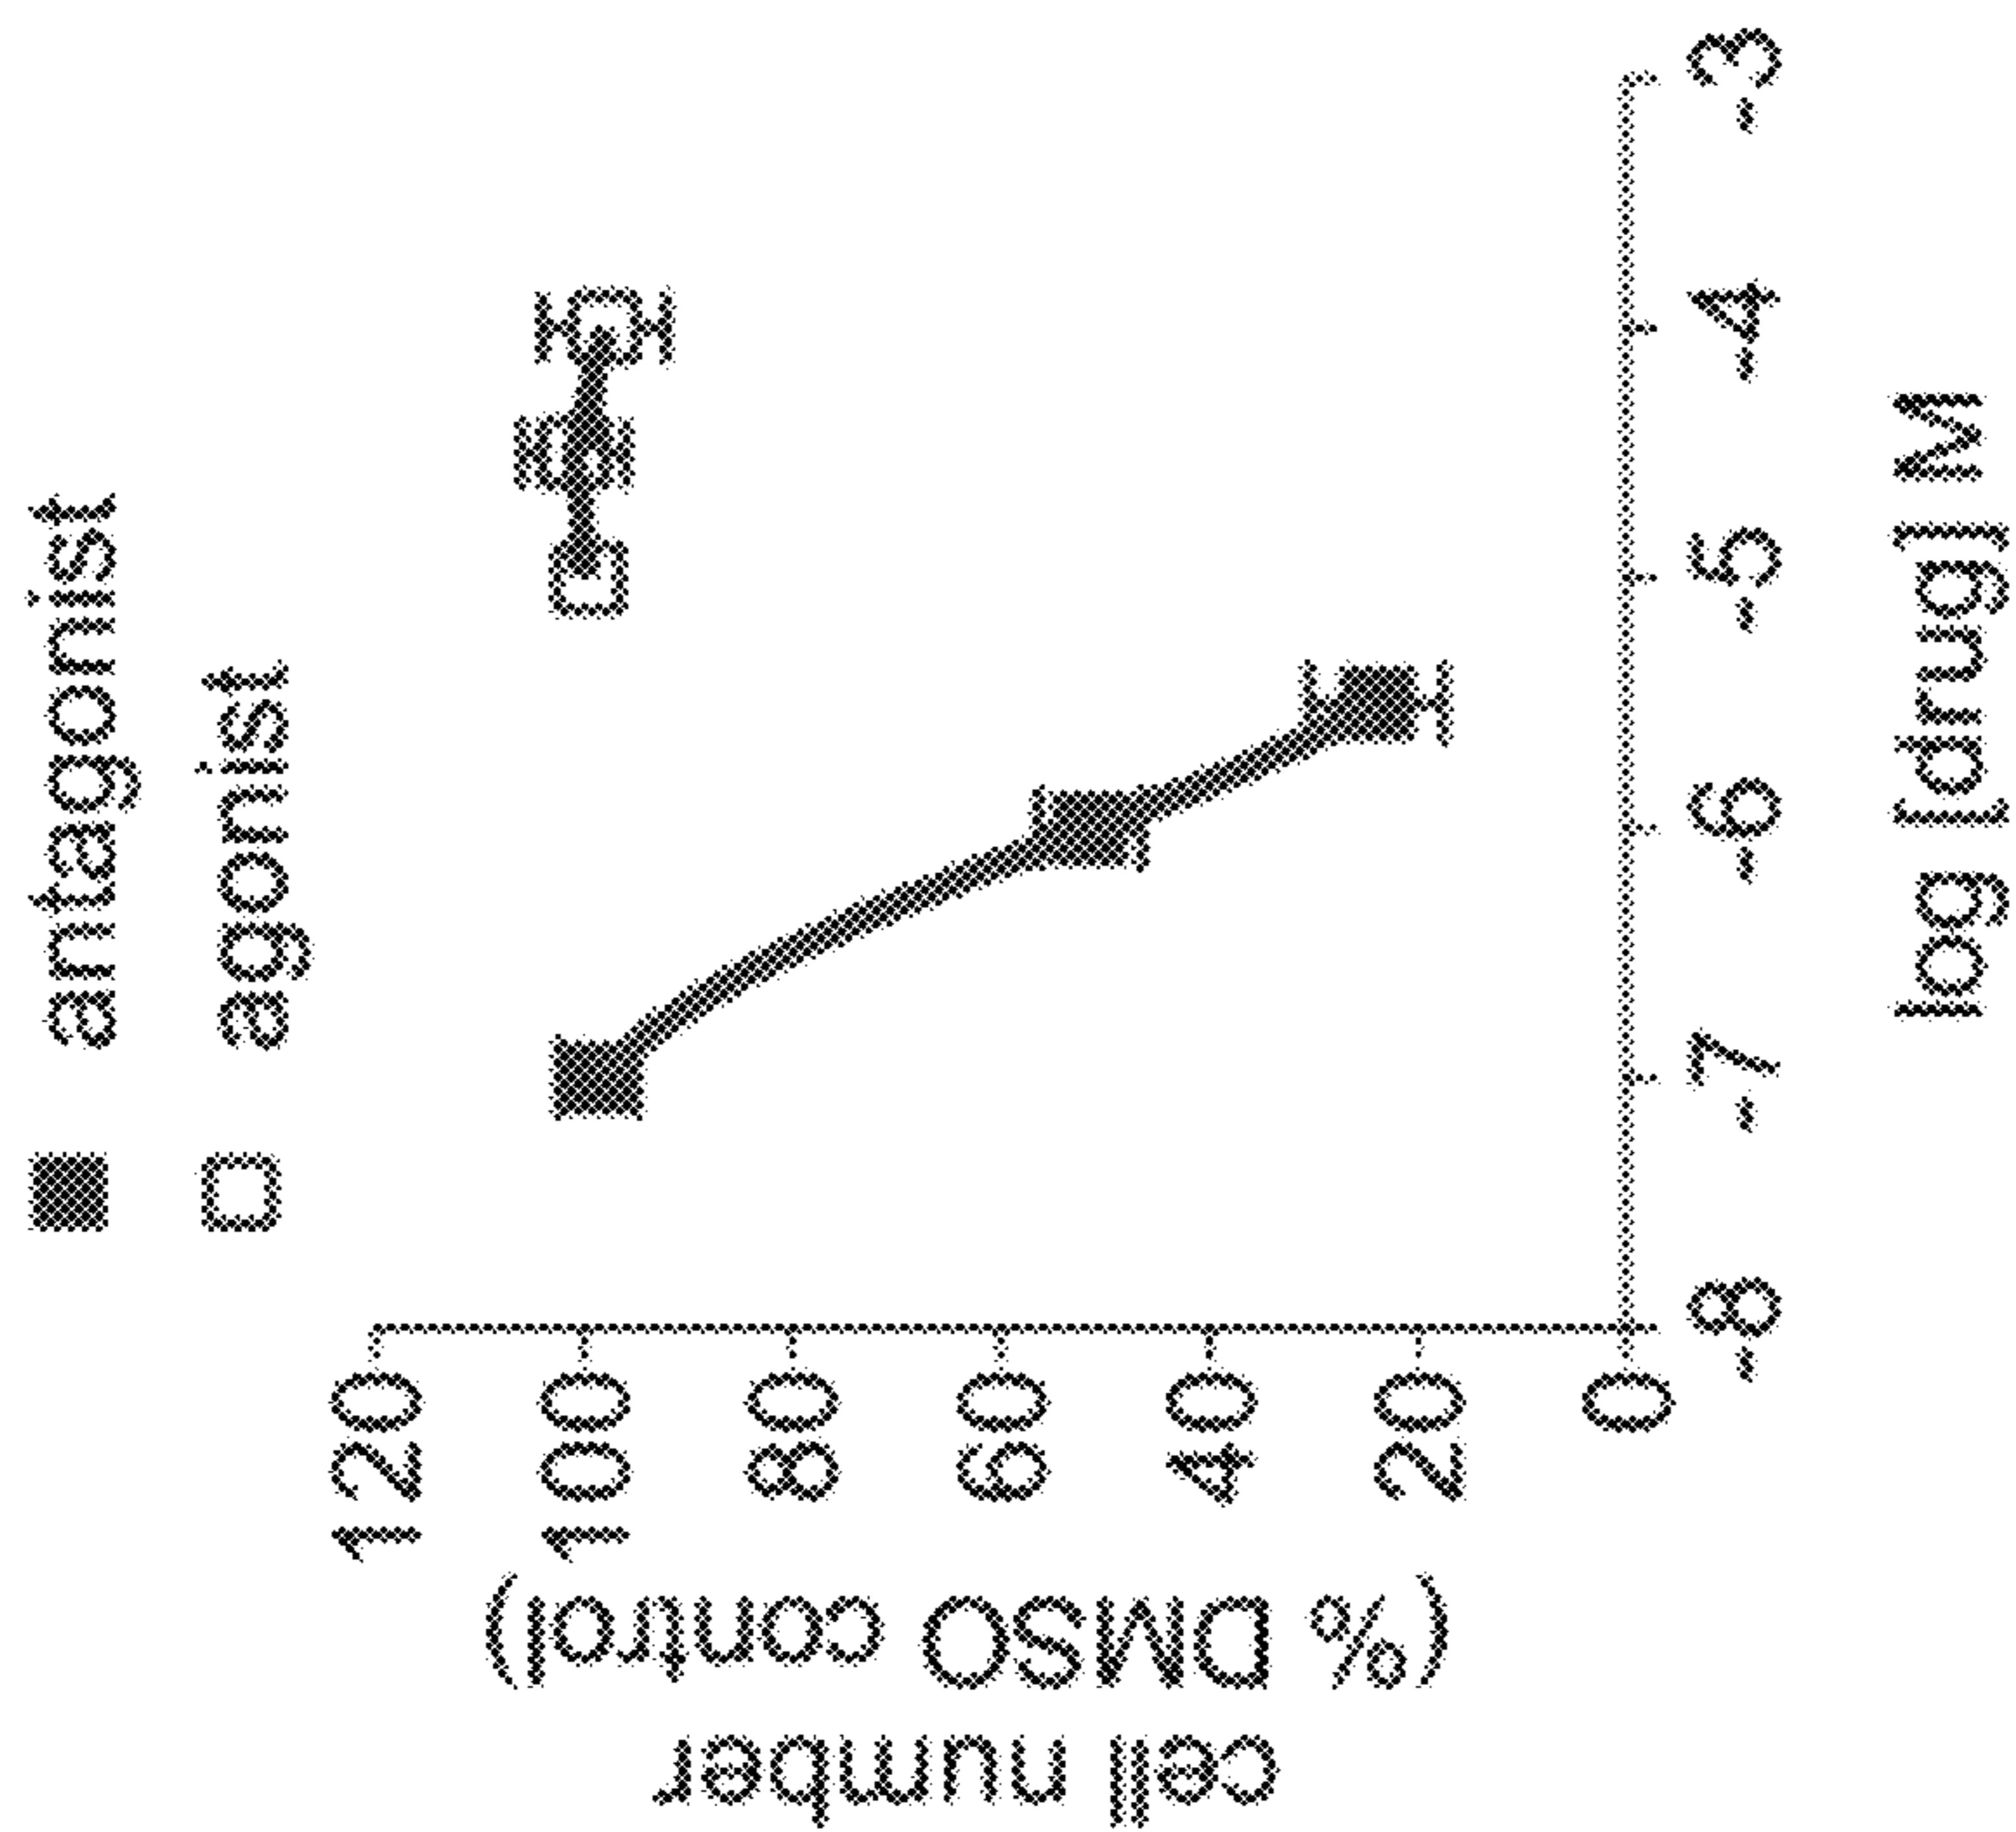 antagonist
agonist
cell number
(% DMSO control)
120
100
80
60
40
20
0
-8 -7 -6 -5 -4 -3
log [drug] M